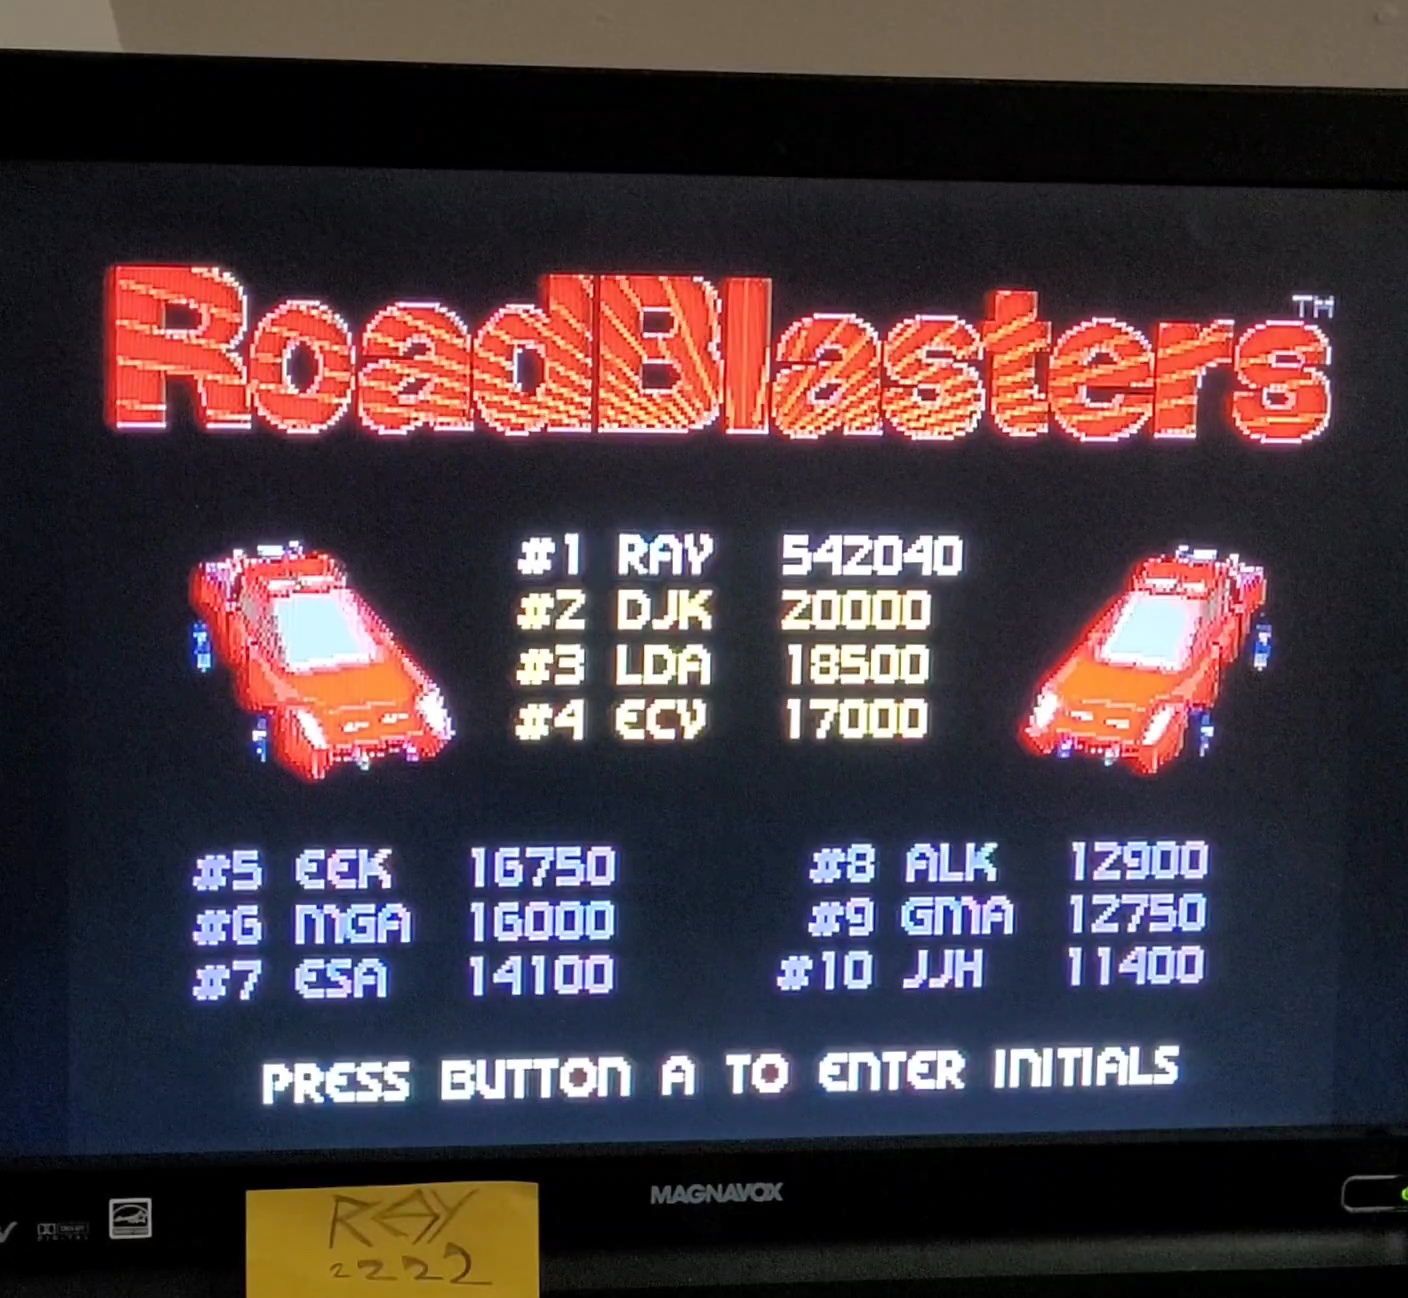 RoadBlasters™
#1 RAY 542040
#2 DJK 20000
#3 LDA 18500
#4 ECV 17000
#5 EEK 16750
#6 MGA 16000
#7 ESA 14100
#8 ALK 12900
#9 GMA 12750
#10 JJH 11400
PRESS BUTTON A TO ENTER INITIALS
MAGNAVOX
RAY
2222